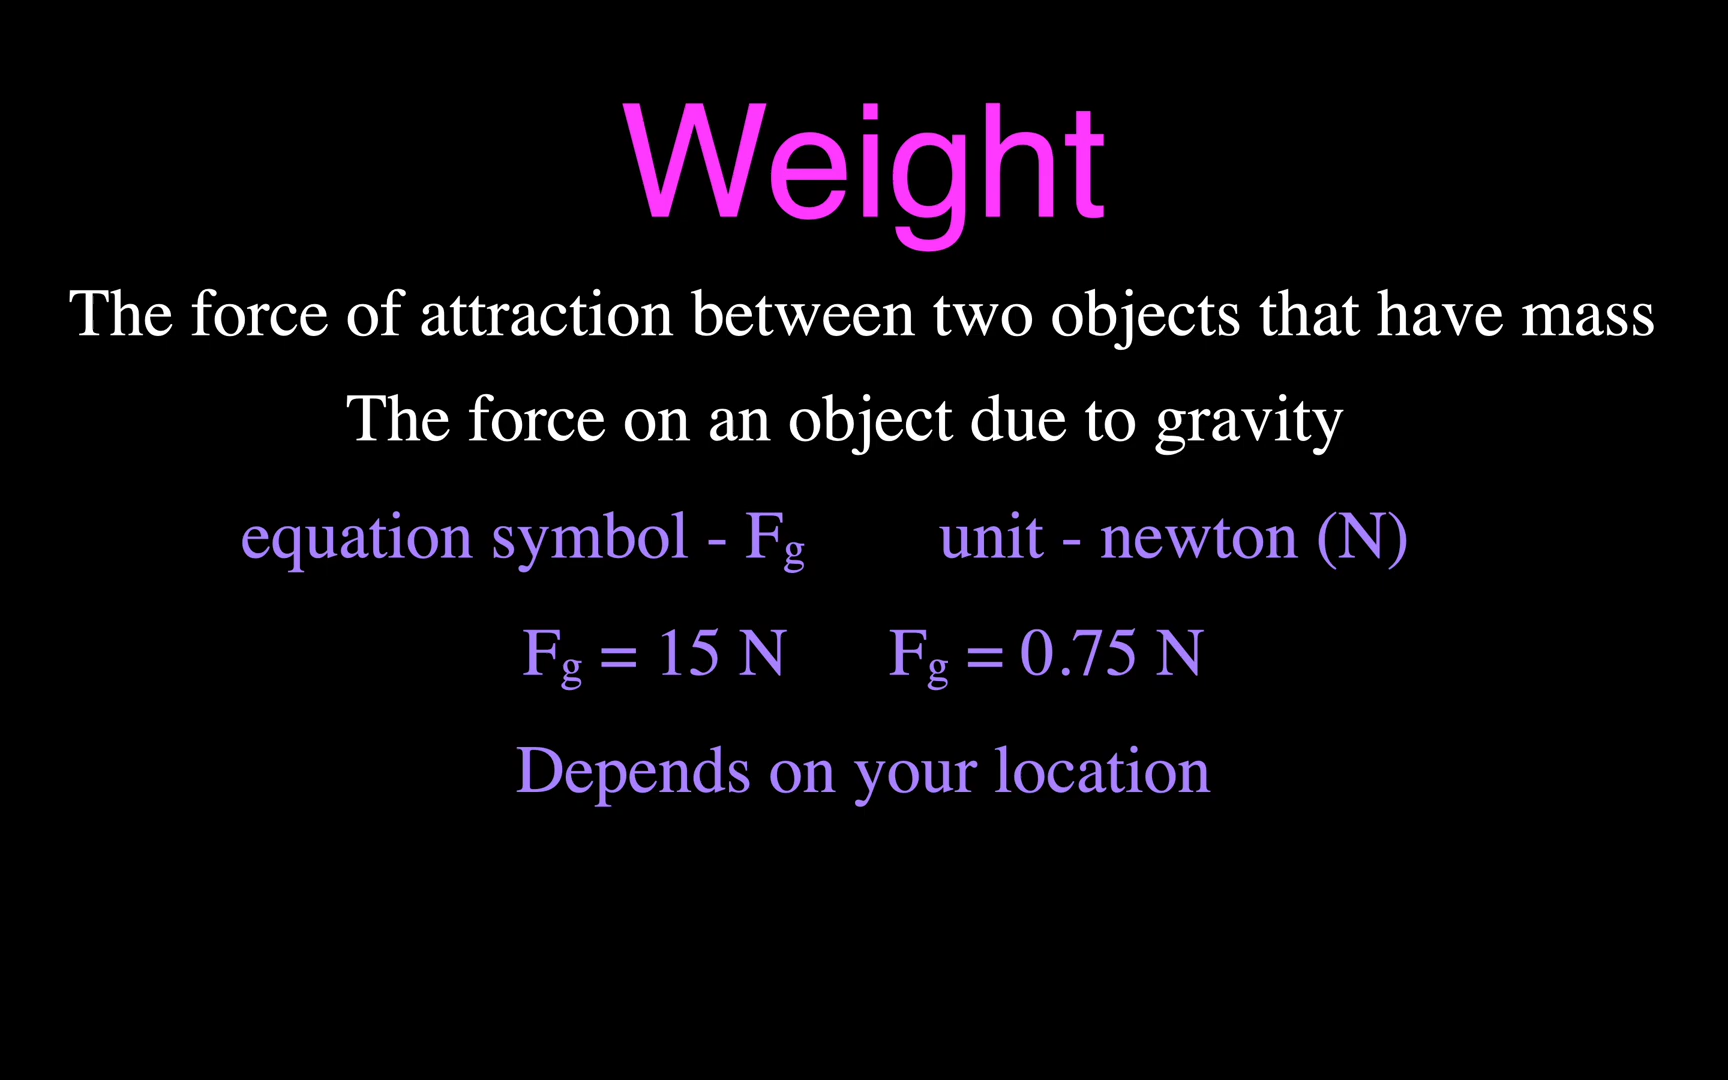 Weight
The force of attraction between two objects that have mass
The force on an object due to gravity
equation symbol - Fg unit - newton (N)
Fg = 15 N Fg = 0.75 N
Depends on your location